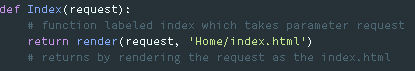 def Index(request):
    # function labeled index which takes parameter request
    return render(request, 'Home/index.html')
    # returns by rendering the request as the index.html